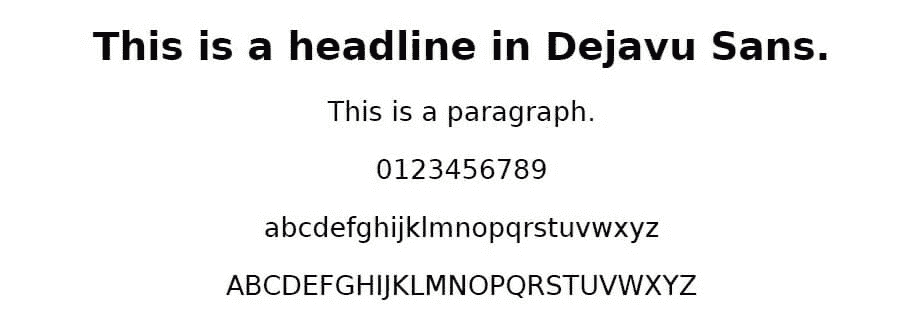 This is a headline in Dejavu Sans.
This is a paragraph.
0123456789
abcdefghijklmnopqrstuvwxyz
ABCDEFGHIJKLMNOPQRSTUVWXYZ